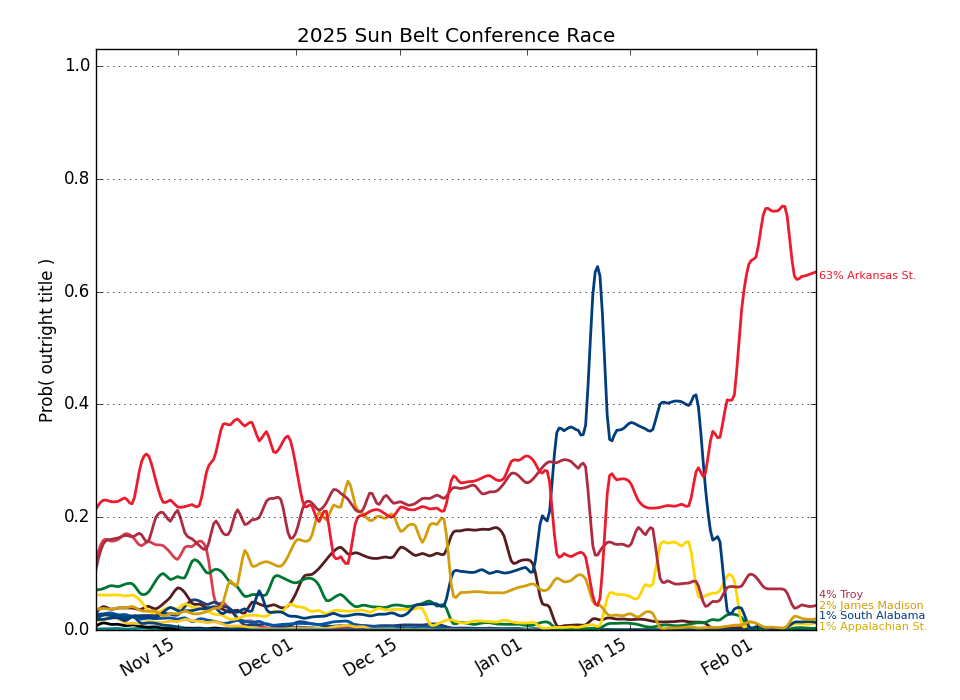 2025 Sun Belt Conference Race
1.0
0.8
0.6
0.4
0.2
0.0
Prob( outright title )
63% Arkansas St.
4% Troy
2% James Madison
1% South Alabama
1% Appalachian St.
Nov 15
Dec 01
Dec 15
Jan 01
Jan 15
Feb 01